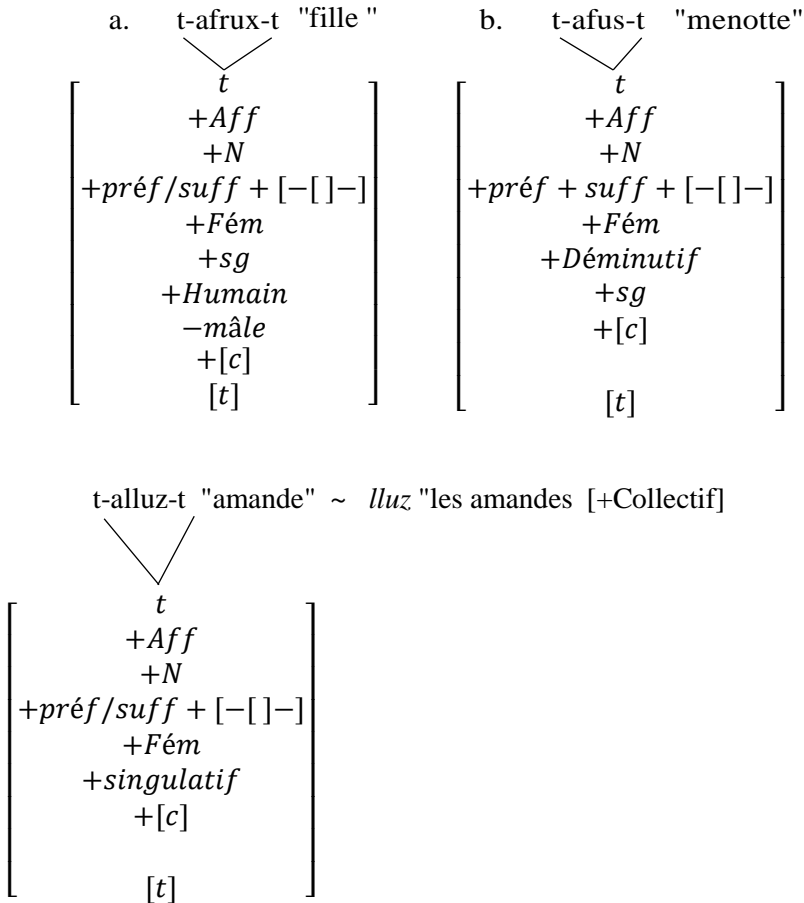 a. t-afrux-t "fille " b. t-afus-t "menotte"
t t
+Aff +Aff
+N +N
+préf/suff + [−[ ]−] +préf + suff + [−[ ]−]
+Fém +Fém
+sg +Déminutif
+Humain +sg
−mâle +[c]
+[c]
[t] [t]
t-alluz-t "amande" ~ lluz "les amandes [+Collectif]
t
+Aff
+N
+préf/suff + [−[ ]−]
+Fém
+singulatif
+[c]
[t]